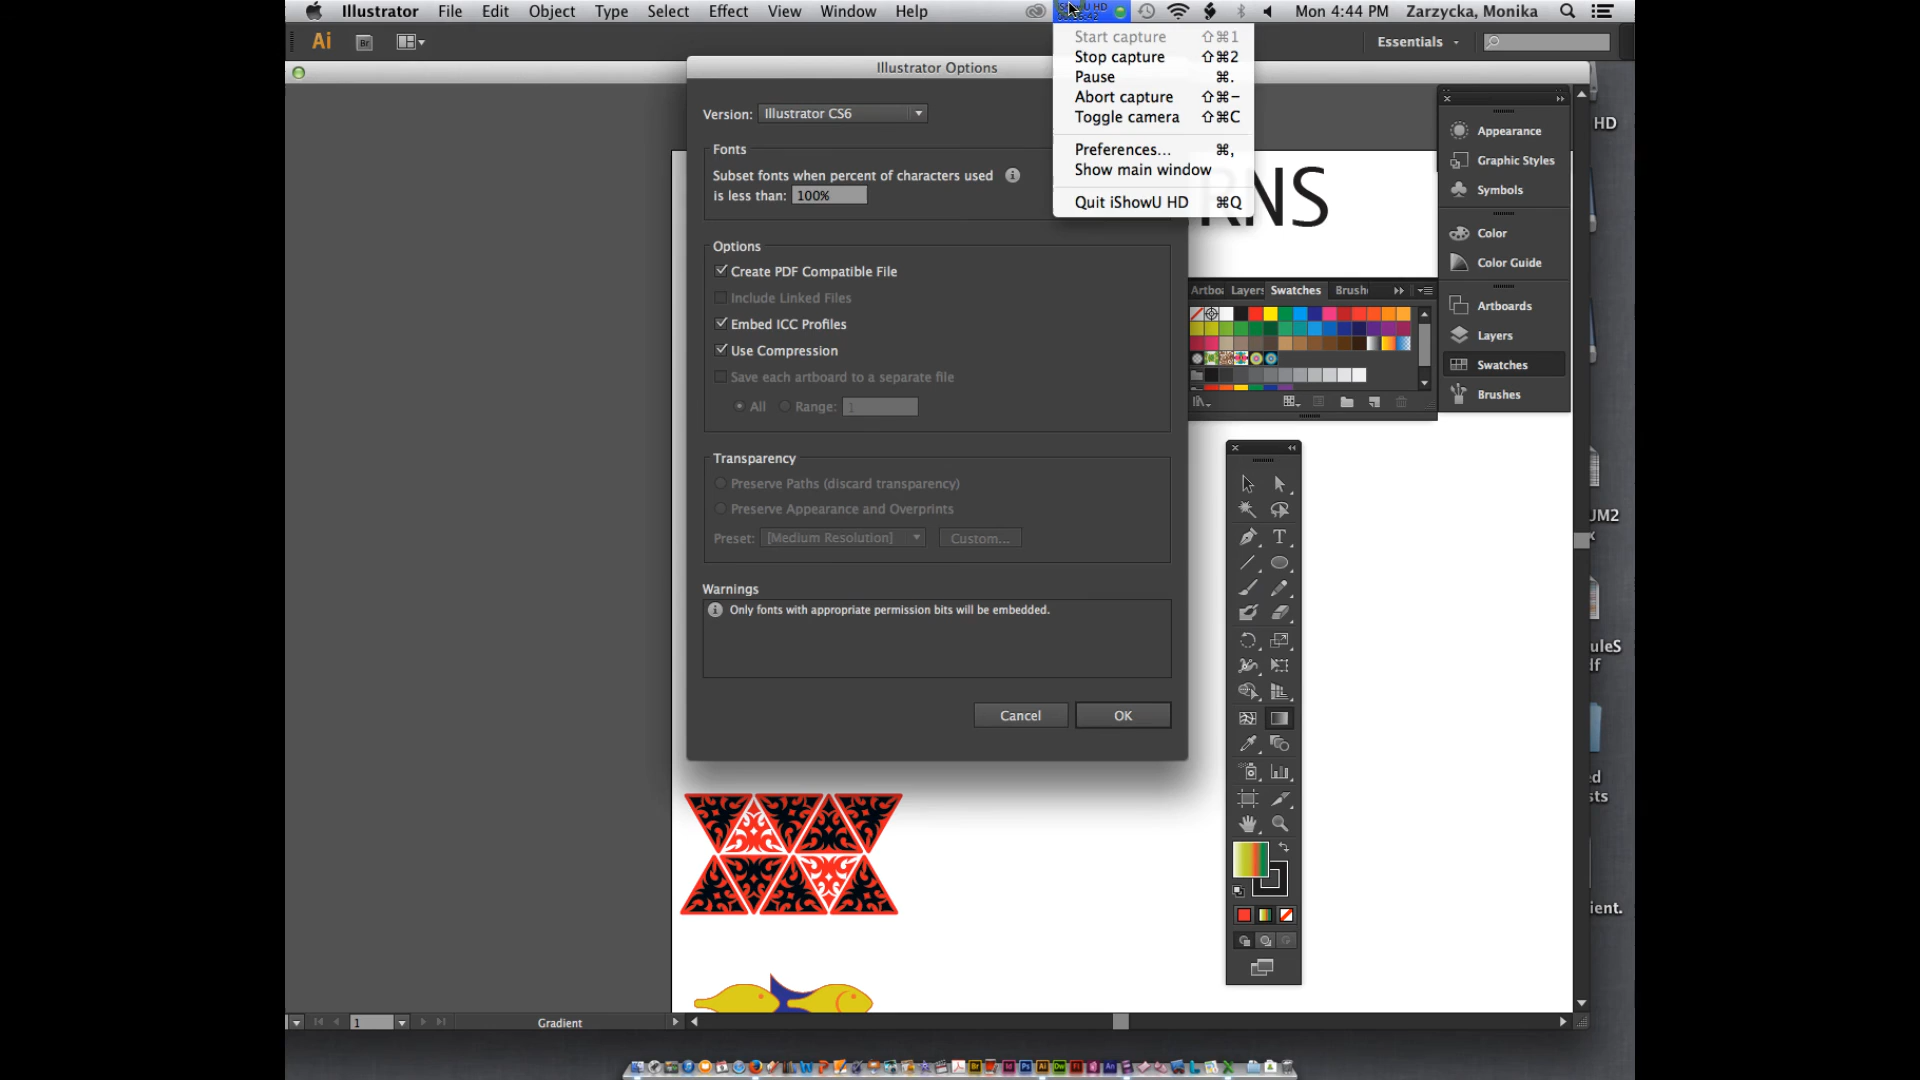 Illustrator File Edit Object Type Select Effect View Window Help
Mon 4:44 PM Zarzycka, Monika
Ai Br
Essentials
Start capture ⇧⌘1
Stop capture ⇧⌘2
Pause ⌘.
Abort capture ⇧⌘-
Toggle camera ⇧⌘C
Preferences... ⌘,
Show main window
Quit iShowU HD ⌘Q
Illustrator Options
Version: Illustrator CS6
Fonts
Subset fonts when percent of characters used
is less than: 100%
Options
Create PDF Compatible File
Include Linked Files
Embed ICC Profiles
Use Compression
Save each artboard to a separate file
All Range: 1
Transparency
Preserve Paths (discard transparency)
Preserve Appearance and Overprints
Preset: [Medium Resolution] Custom...
Warnings
Only fonts with appropriate permission bits will be embedded.
Cancel OK
RNS
Artbo Layers Swatches Brush
Appearance
Graphic Styles
Symbols
Color
Color Guide
Artboards
Layers
Swatches
Brushes
HD
UM2
x
uleS
df
ed
sts
ient.
1
Gradient